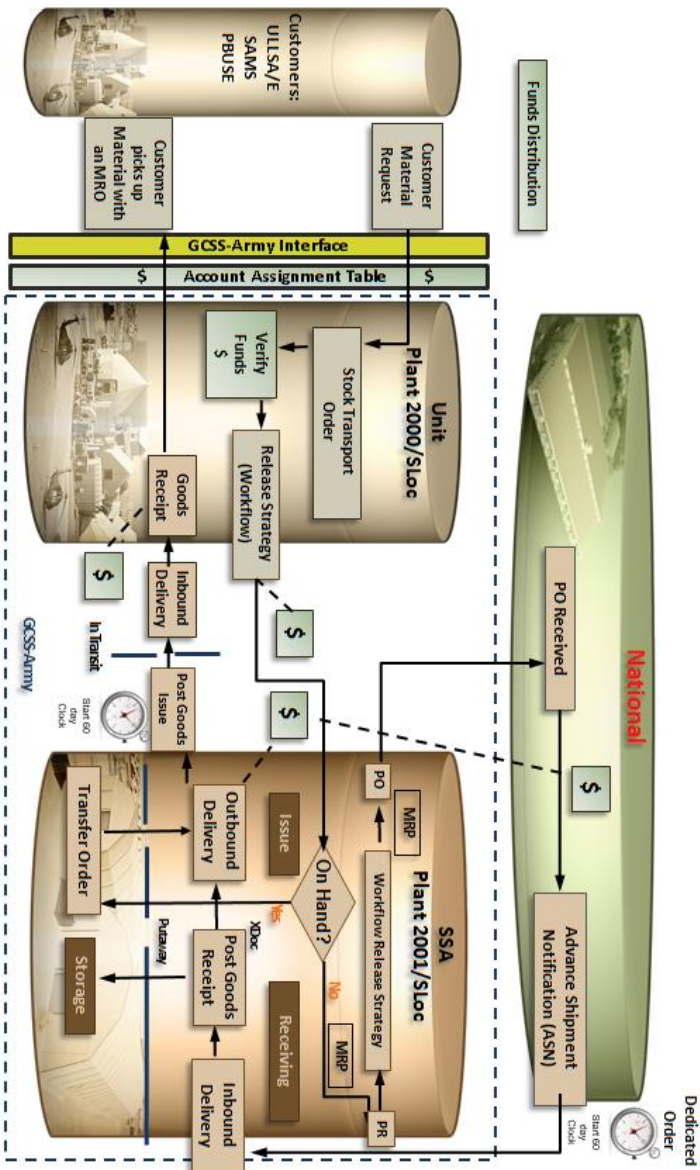 Dedicated
Order
Start 60
day
Clock
National
PO Received
$
Advance Shipment
Notification (ASN)
Funds Distribution
Customers:
ULLSA/E
SAMS
PBUSE
Customer
Material
Request
Customer
picks up
Material with
an MRO
GCSS-Army Interface
$ Account Assignment Table $
Unit
Plant 2000/SLoc
Stock Transport
Order
Verify
Funds
$
Release Strategy
(Workflow)
$
Goods
Receipt
$
Inbound
Delivery
In Transit
GCSS-Army
Post Goods
Issue
Start 60
day
Clock
$
SSA
Plant 2001/SLoc
PO
MRP
Workflow Release Strategy
MRP
PR
On Hand?
No
Yes
Issue
Receiving
Outbound
Delivery
XDoc
Post Goods
Receipt
Inbound
Delivery
Putaway
Transfer Order
Storage